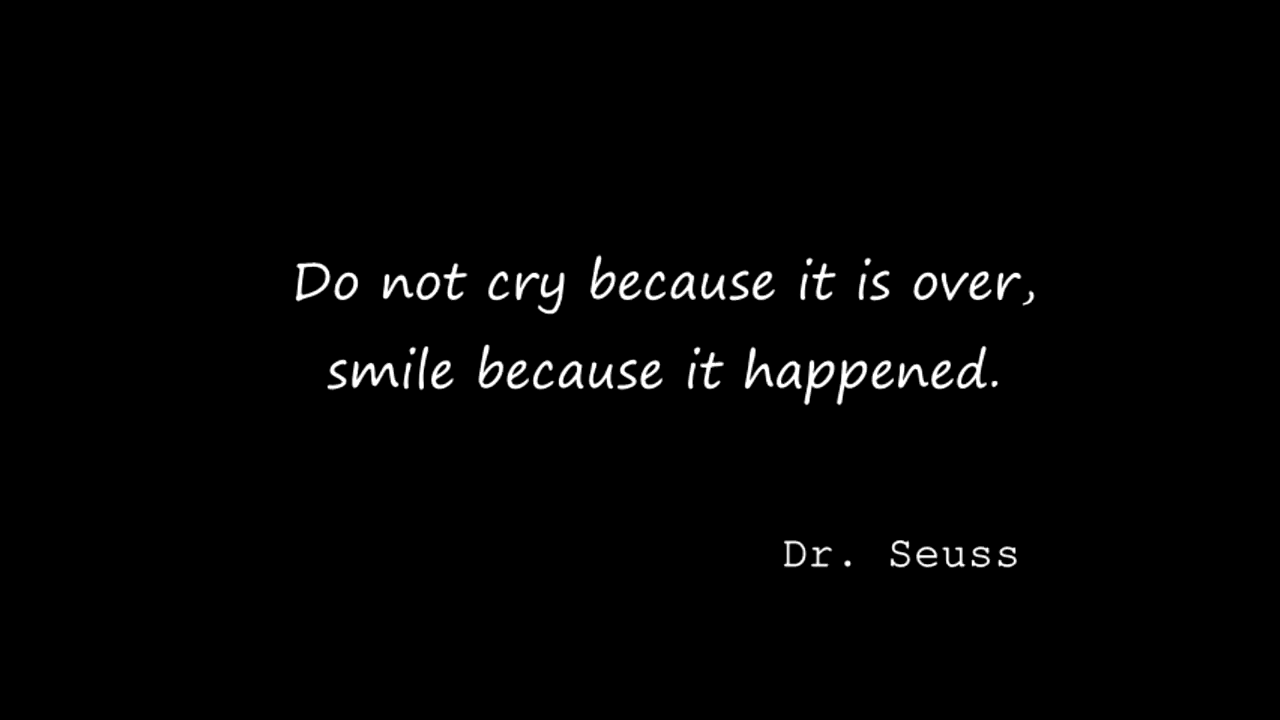 Do not cry because it is over,
smile because it happened.
Dr. Seuss